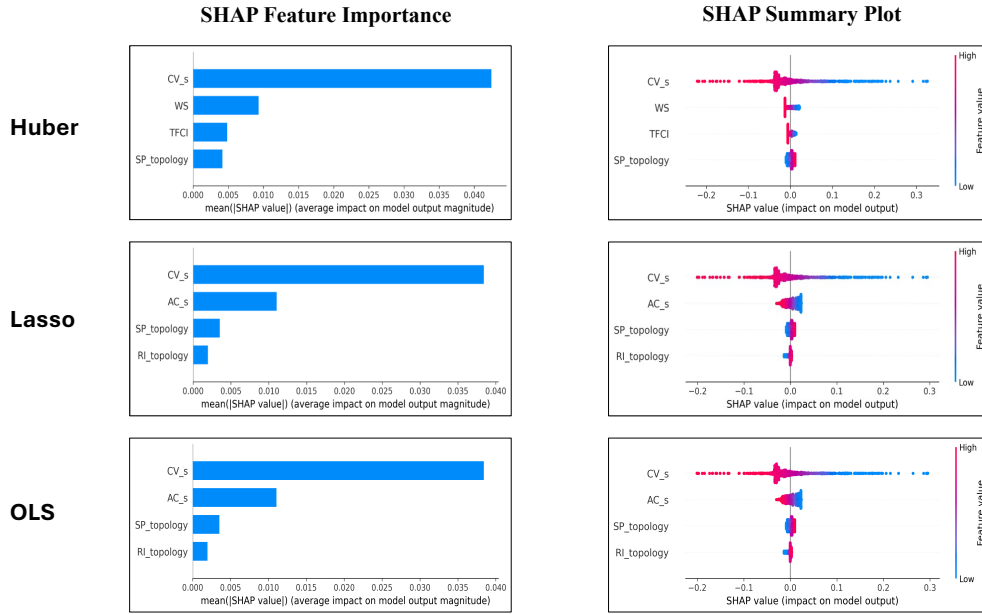 SHAP Feature Importance
SHAP Summary Plot
Huber
CV_s
WS
TFCI
SP_topology
0.000 0.005 0.010 0.015 0.020 0.025 0.030 0.035 0.040
mean(|SHAP value|) (average impact on model output magnitude)
CV_s
WS
TFCI
SP_topology
−0.2 −0.1 0.0 0.1 0.2 0.3
SHAP value (impact on model output)
High
Feature value
Low
Lasso
CV_s
AC_s
SP_topology
RI_topology
0.000 0.005 0.010 0.015 0.020 0.025 0.030 0.035 0.040
mean(|SHAP value|) (average impact on model output magnitude)
CV_s
AC_s
SP_topology
RI_topology
−0.2 −0.1 0.0 0.1 0.2 0.3
SHAP value (impact on model output)
High
Feature value
Low
OLS
CV_s
AC_s
SP_topology
RI_topology
0.000 0.005 0.010 0.015 0.020 0.025 0.030 0.035 0.040
mean(|SHAP value|) (average impact on model output magnitude)
CV_s
AC_s
SP_topology
RI_topology
−0.2 −0.1 0.0 0.1 0.2 0.3
SHAP value (impact on model output)
High
Feature value
Low